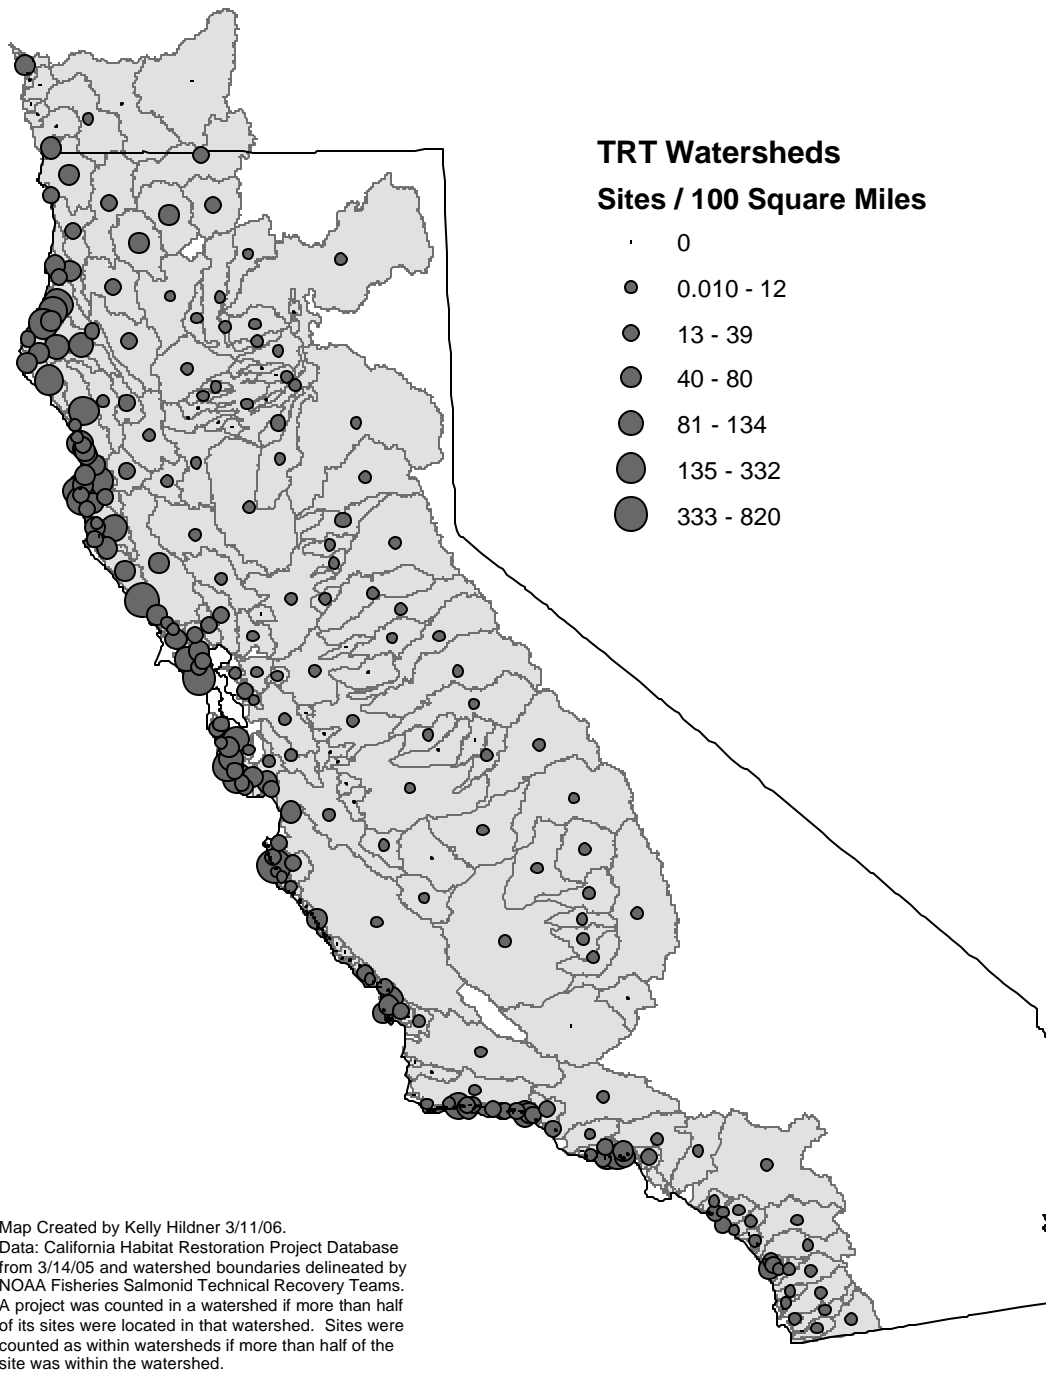 TRT Watersheds
Sites / 100 Square Miles
0
0.010 - 12
13 - 39
40 - 80
81 - 134
135 - 332
333 - 820
Map Created by Kelly Hildner 3/11/06.
Data: California Habitat Restoration Project Database
from 3/14/05 and watershed boundaries delineated by
NOAA Fisheries Salmonid Technical Recovery Teams.
A project was counted in a watershed if more than half
of its sites were located in that watershed. Sites were
counted as within watersheds if more than half of the
site was within the watershed.